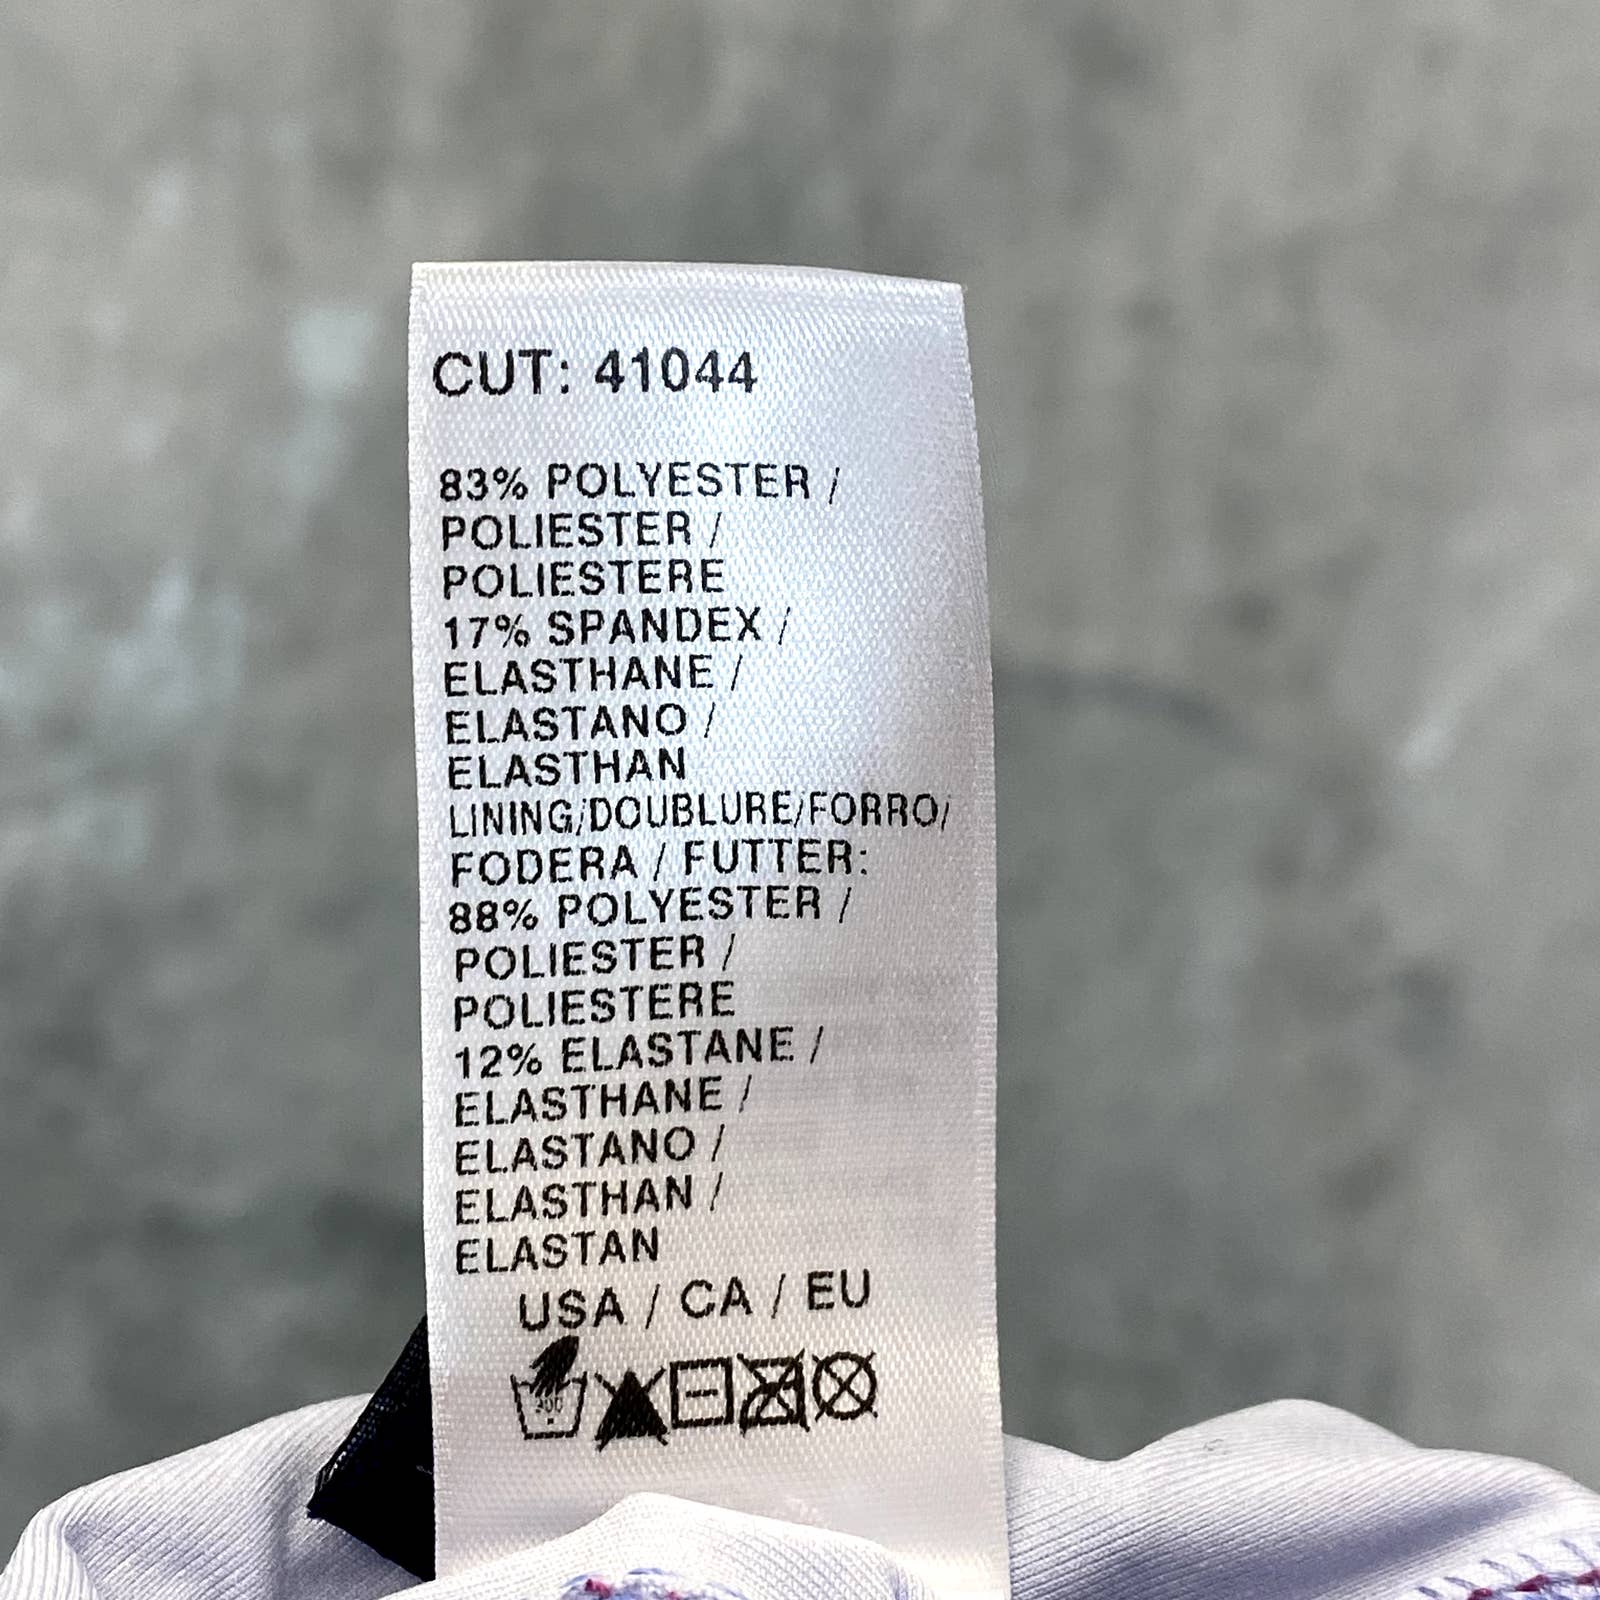 CUT: 41044
83% POLYESTER /
POLIESTER /
POLIESTERE
17% SPANDEX /
ELASTHANE /
ELASTANO /
ELASTHAN
LINING/DOUBLURE/FORRO/
FODERA / FUTTER:
88% POLYESTER /
POLIESTER /
POLIESTERE
12% ELASTANE /
ELASTHANE /
ELASTANO /
ELASTHAN /
ELASTAN
USA / CA / EU